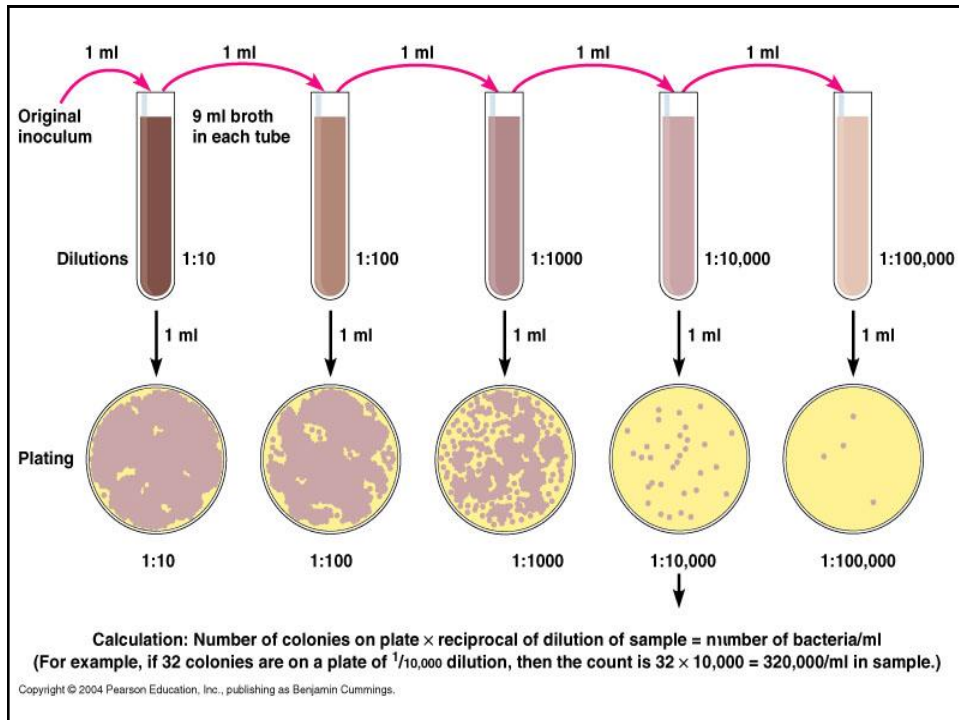 1 ml 1 ml 1 ml 1 ml 1 ml
Original
inoculum
9 ml broth
in each tube
Dilutions 1:10 1:100 1:1000 1:10,000 1:100,000
1 ml 1 ml 1 ml 1 ml 1 ml
Plating
1:10 1:100 1:1000 1:10,000 1:100,000
Calculation: Number of colonies on plate × reciprocal of dilution of sample = number of bacteria/ml
(For example, if 32 colonies are on a plate of 1/10,000 dilution, then the count is 32 × 10,000 = 320,000/ml in sample.)
Copyright © 2004 Pearson Education, Inc., publishing as Benjamin Cummings.